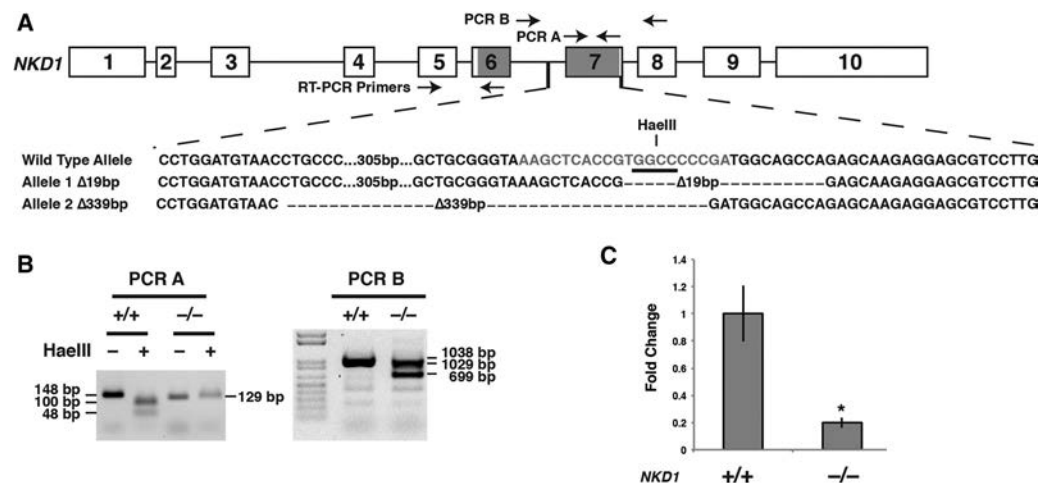 A
PCR B
PCR A
NKD1 1 2 3 4 5 6 7 8 9 10
RT-PCR Primers
HaeIII
Wild Type Allele CCTGGATGTAACCTGCCC...305bp...GCTGCGGGTAAAGCTCACCGTGGCCCCCGATGGCAGCCAGAGCAAGAGGAGCGTCCTTG
Allele 1 Δ19bp CCTGGATGTAACCTGCCC...305bp...GCTGCGGGTAAAGCTCACCG------Δ19bp-----------GAGCAAGAGGAGCGTCCTTG
Allele 2 Δ339bp CCTGGATGTAAC ----------------Δ339bp-----------------------GATGGCAGCCAGAGCAAGAGGAGCGTCCTTG
B
PCR A
+/+ –/–
HaeIII – + – +
148 bp
100 bp
48 bp
129 bp
PCR B
+/+ –/–
1038 bp
1029 bp
699 bp
C
Fold Change
1.4
1.2
1
0.8
0.6
0.4
0.2
0
*
NKD1 +/+ –/–